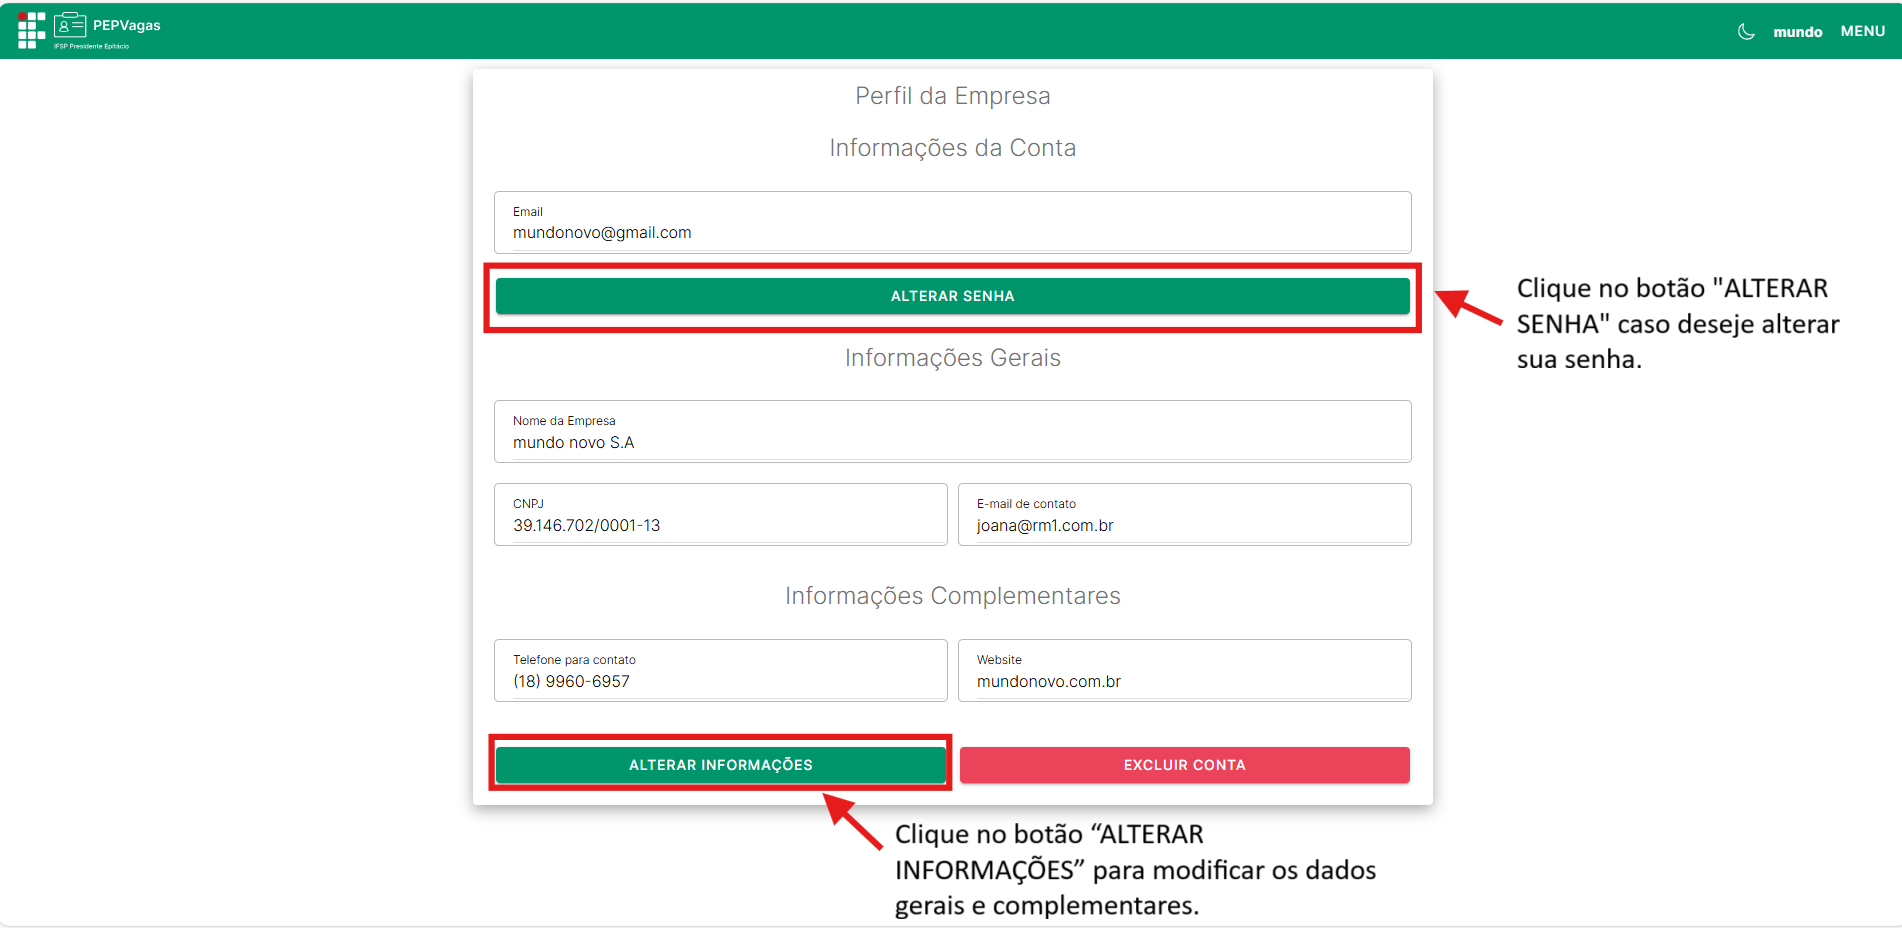 PEPVagas
IFSP Presidente Epitácio
mundo MENU
Perfil da Empresa
Informações da Conta
Email
mundonovo@gmail.com
ALTERAR SENHA
Clique no botão "ALTERAR
SENHA" caso deseje alterar
sua senha.
Informações Gerais
Nome da Empresa
mundo novo S.A
CNPJ
39.146.702/0001-13
E-mail de contato
joana@rm1.com.br
Informações Complementares
Telefone para contato
(18) 9960-6957
Website
mundonovo.com.br
ALTERAR INFORMAÇÕES
EXCLUIR CONTA
Clique no botão “ALTERAR
INFORMAÇÕES” para modificar os dados
gerais e complementares.